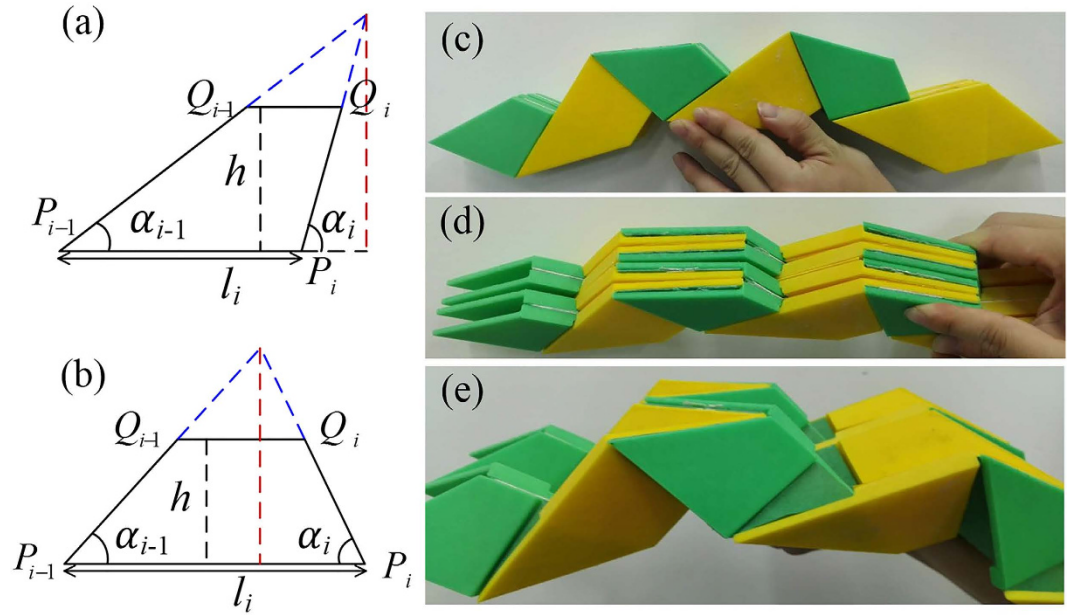 (a)
Q_{i-1} Q_i
h
P_{i-1} α_{i-1} α_i
P_i
l_i
(b)
Q_{i-1} Q_i
h
α_{i-1} α_i
P_{i-1} P_i
l_i
(c)
(d)
(e)